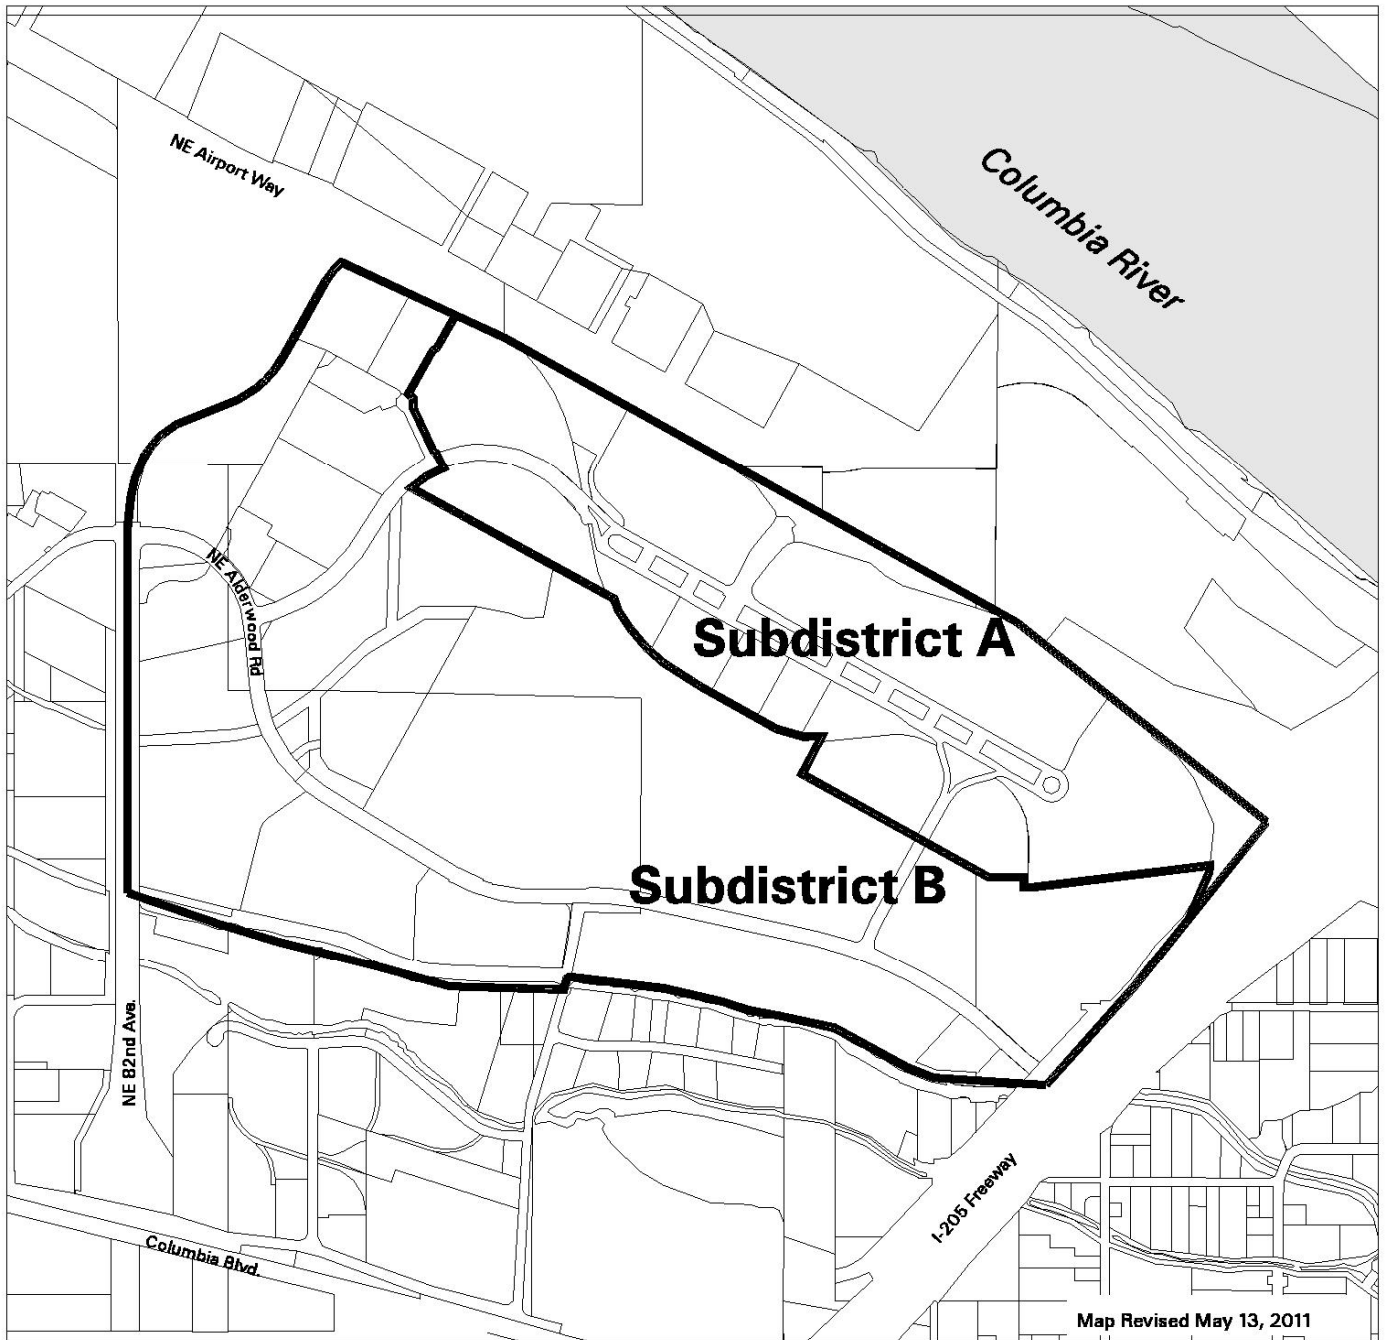 NE Airport Way
Columbia River
NE Alderwood Rd
Subdistrict A
Subdistrict B
NE 82nd Ave.
I-205 Freeway
Columbia Blvd.
Map Revised May 13, 2011